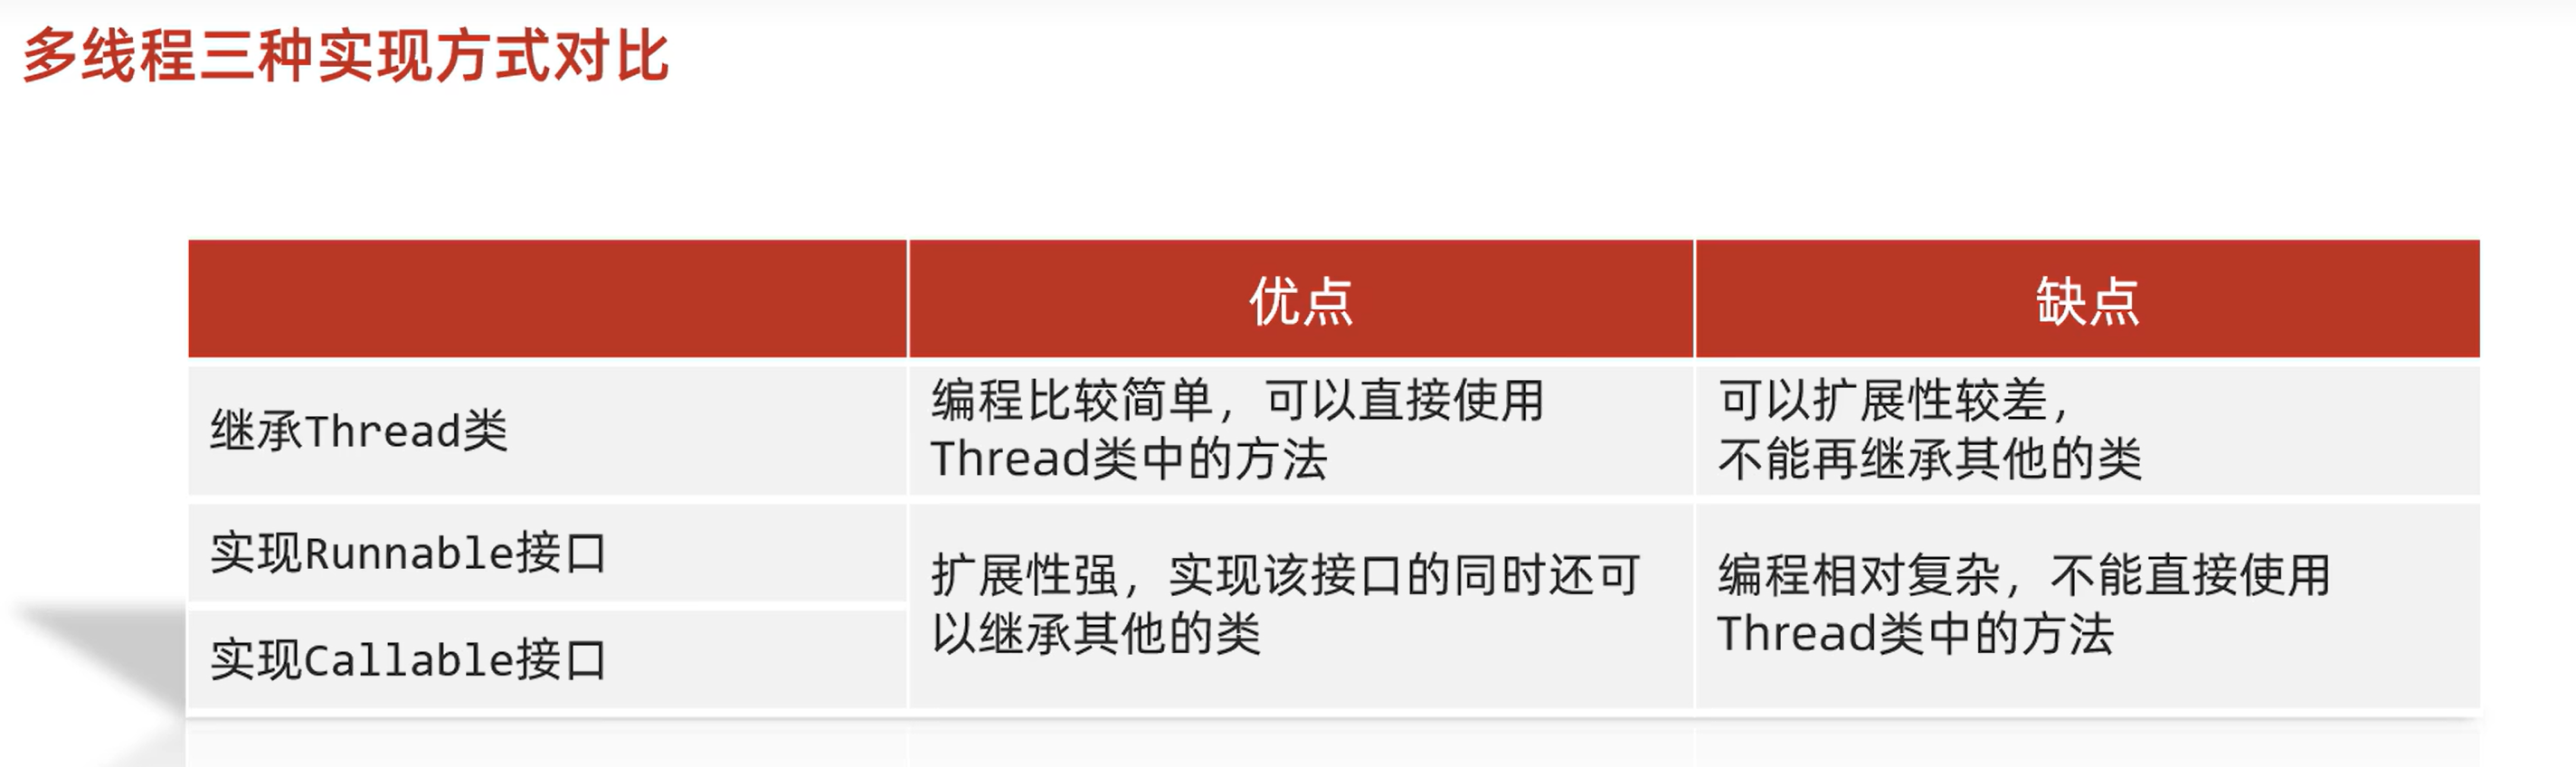 多线程三种实现方式对比
优点
缺点
继承Thread类
编程比较简单，可以直接使用
Thread类中的方法
可以扩展性较差，
不能再继承其他的类
实现Runnable接口
实现Callable接口
扩展性强，实现该接口的同时还可
以继承其他的类
编程相对复杂，不能直接使用
Thread类中的方法